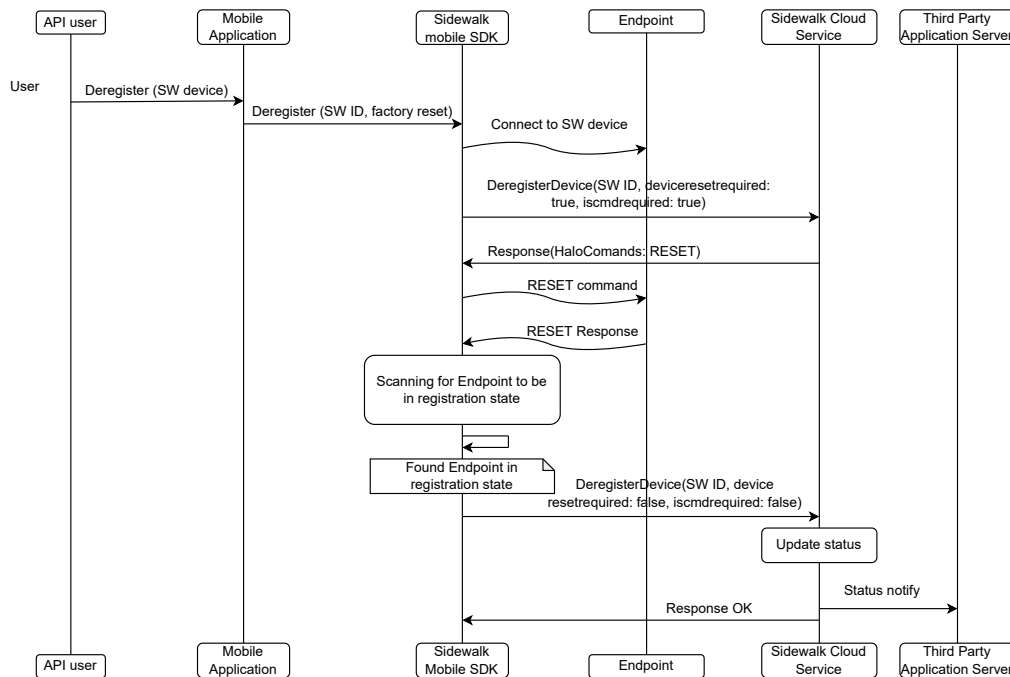 API user
Mobile
Application
Sidewalk
mobile SDK
Endpoint
Sidewalk Cloud
Service
Third Party
Application Server
User
Deregister (SW device)
Deregister (SW ID, factory reset)
Connect to SW device
DeregisterDevice(SW ID, deviceresetrequired:
true, iscmdrequired: true)
Response(HaloComands: RESET)
RESET command
RESET Response
Scanning for Endpoint to be
in registration state
Found Endpoint in
registration state
DeregisterDevice(SW ID, device
resetrequired: false, iscmdrequired: false)
Update status
Status notify
Response OK
API user
Mobile
Application
Sidewalk
Mobile SDK
Endpoint
Sidewalk Cloud
Service
Third Party
Application Server